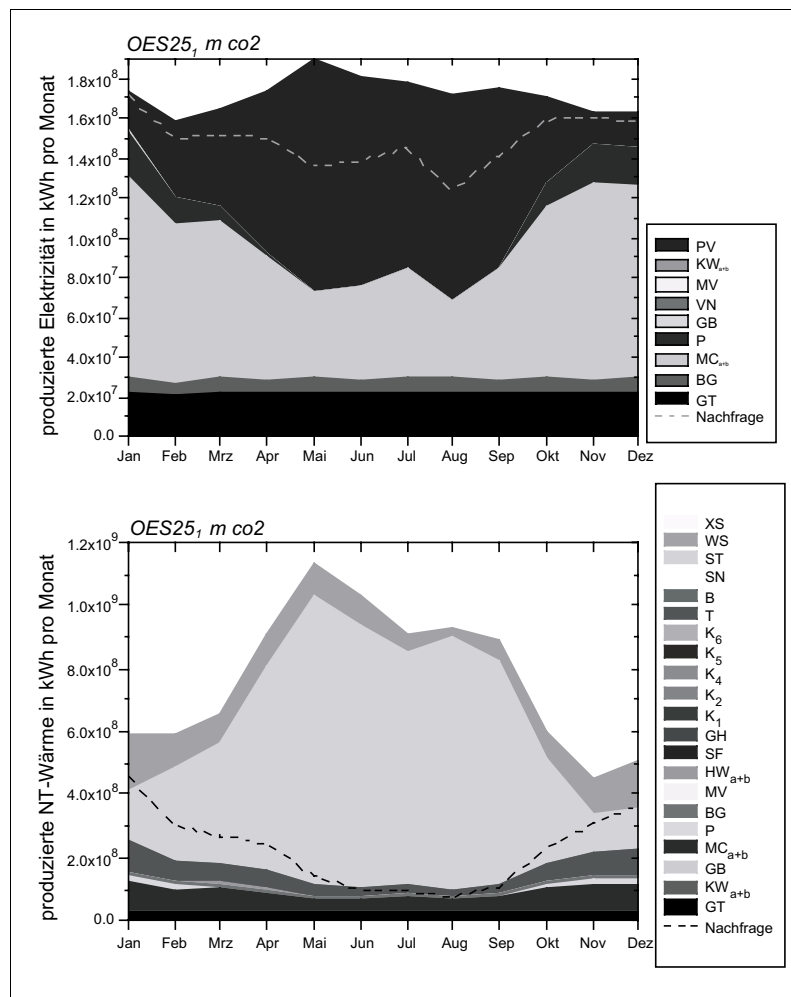 OES25₁ m co2
produzierte Elektrizität in kWh pro Monat
1.8x10⁸
1.6x10⁸
1.4x10⁸
1.2x10⁸
1.0x10⁸
8.0x10⁷
6.0x10⁷
4.0x10⁷
2.0x10⁷
0.0
Jan Feb Mrz Apr Mai Jun Jul Aug Sep Okt Nov Dez
PV
KWa+b
MV
VN
GB
P
MCa+b
BG
GT
Nachfrage
OES25₁ m co2
produzierte NT-Wärme in kWh pro Monat
1.2x10⁹
1.0x10⁹
8.0x10⁸
6.0x10⁸
4.0x10⁸
2.0x10⁸
0.0
Jan Feb Mrz Apr Mai Jun Jul Aug Sep Okt Nov Dez
XS
WS
ST
SN
B
T
K₆
K₅
K₄
K₂
K₁
GH
SF
HWa+b
MV
BG
P
MCa+b
GB
KWa+b
GT
Nachfrage